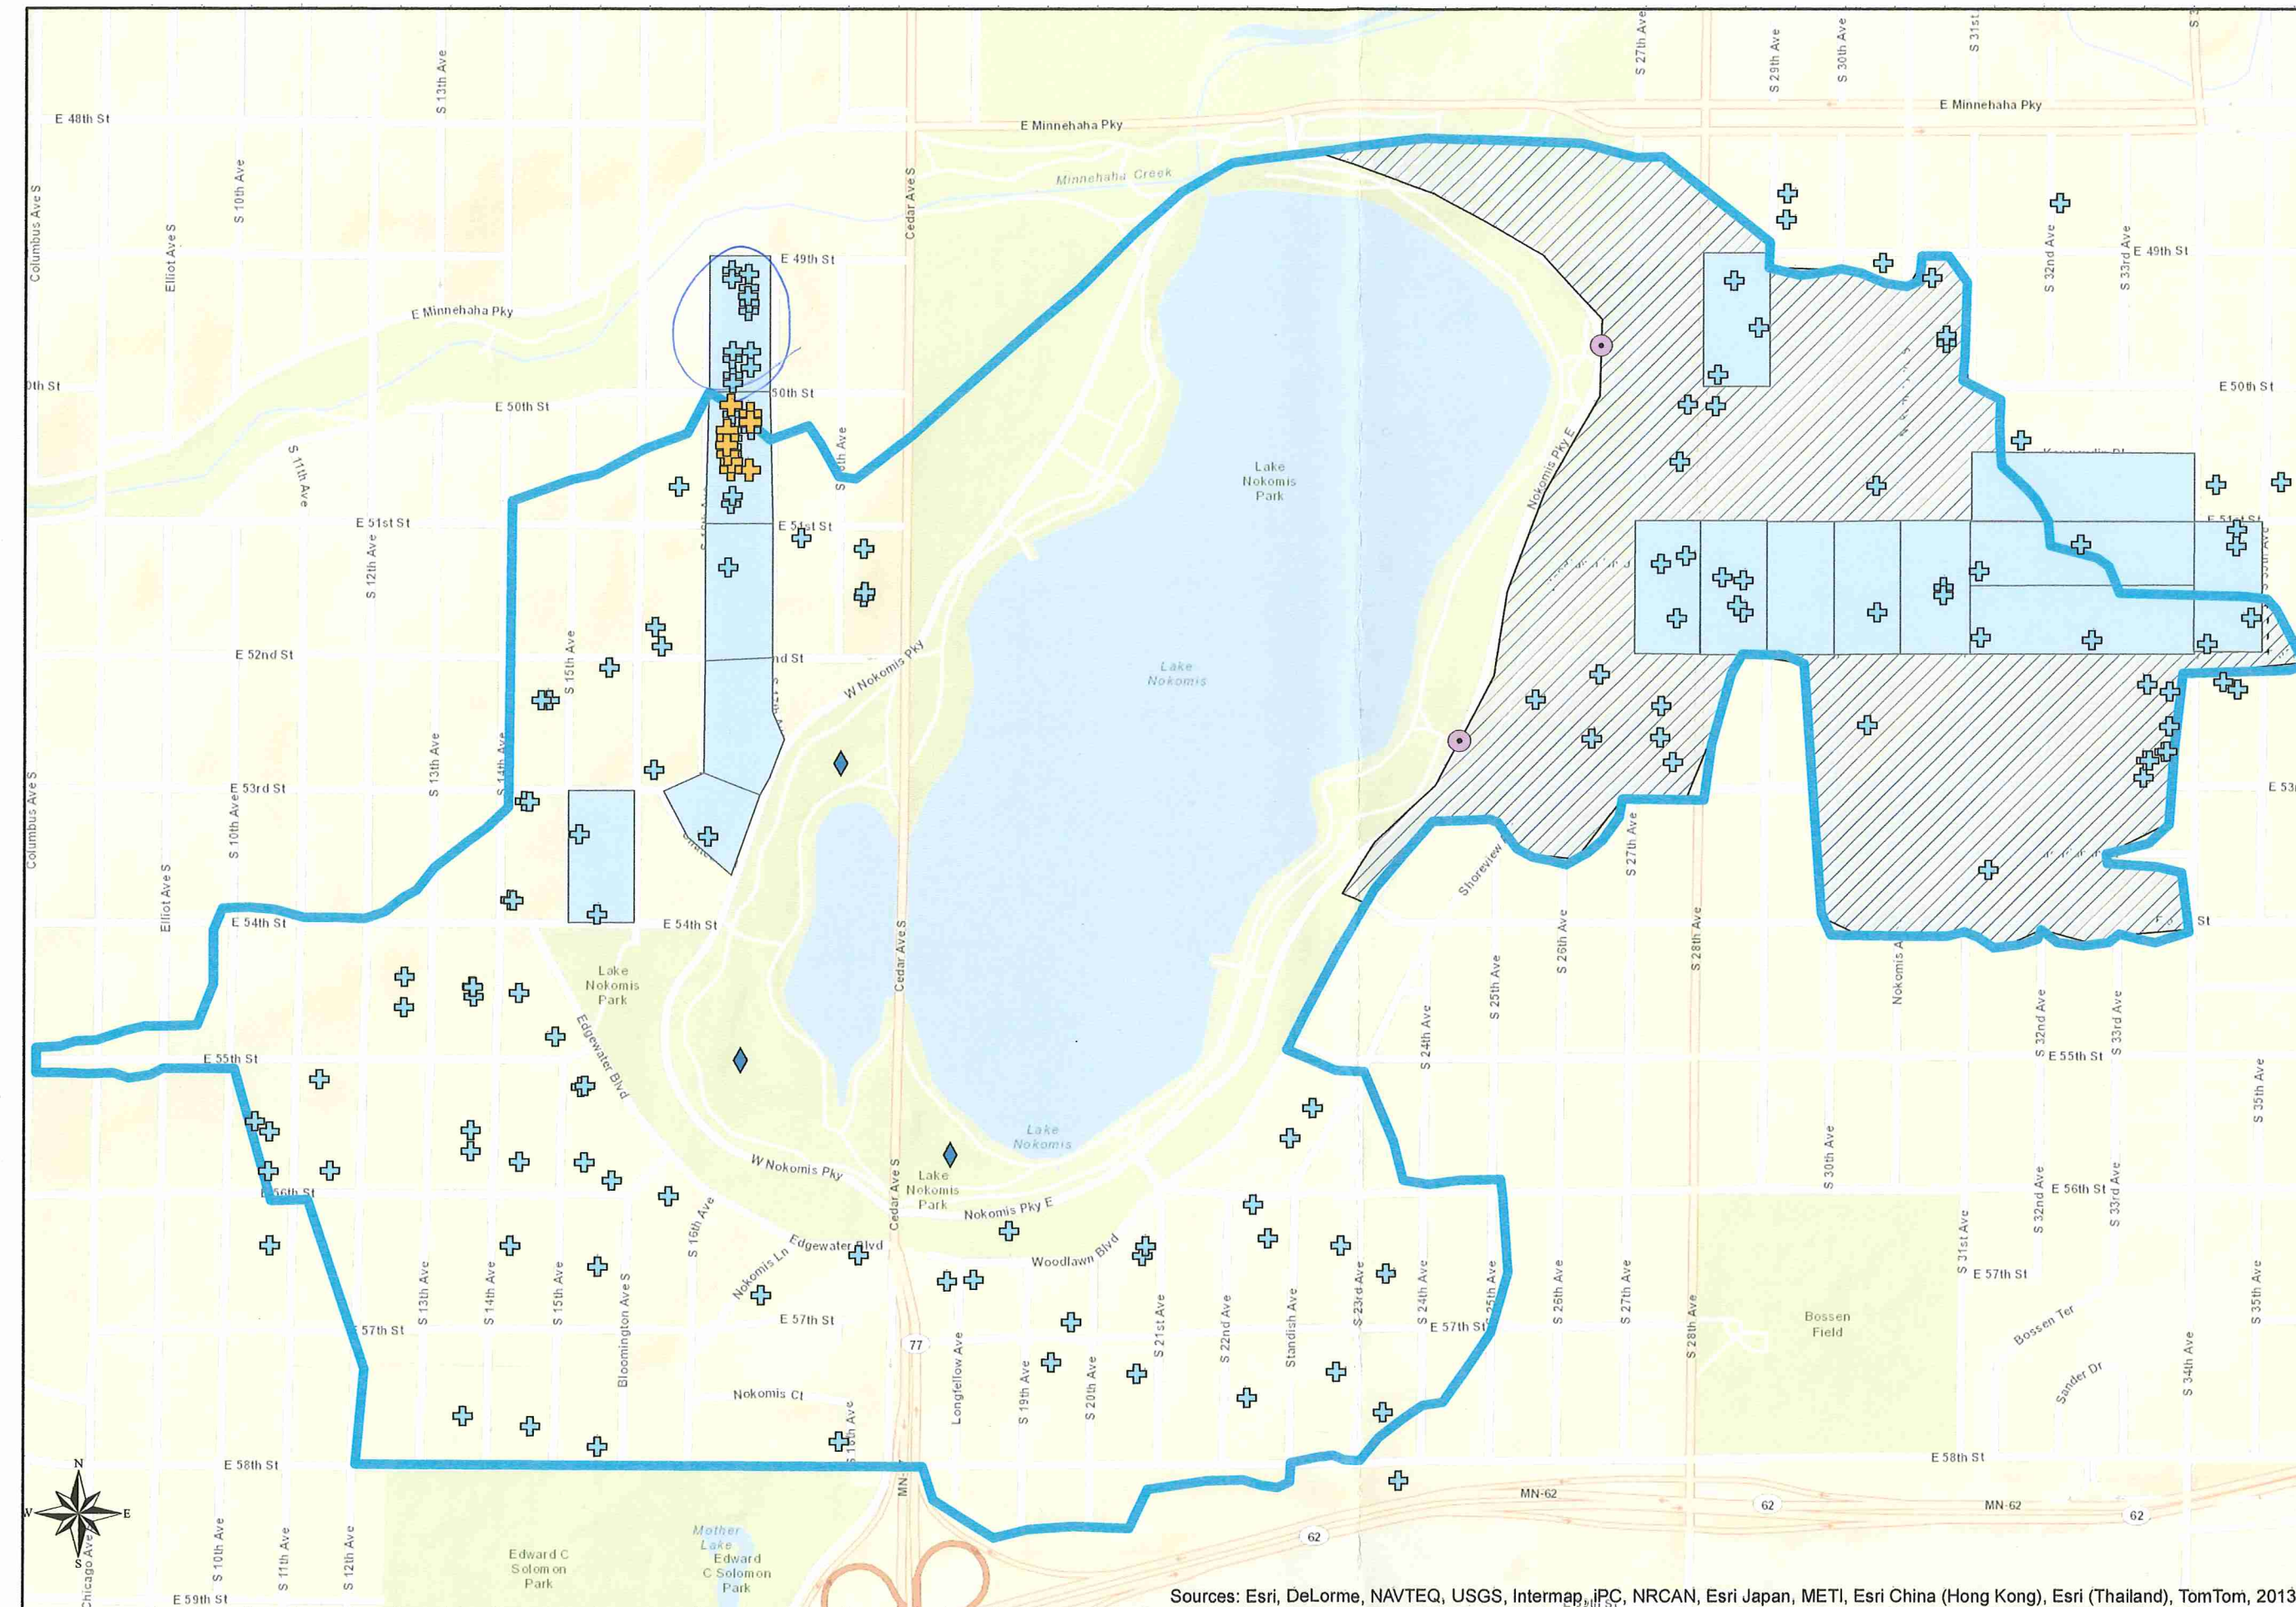 S 13th Ave
S 27th Ave
S 29th Ave
S 30th Ave
S 31st
E 48th St
E Minnehaha Pky
E Minnehaha Pky
Minnehaha Creek
Columbus Ave S
Elliot Ave S
S 10th Ave
Cedar Ave S
E 49th St
S 32nd Ave
S 33rd Ave
E 49th St
E Minnehaha Pky
0th St
E 50th St
50th St
E 50th St
S 11th Ave
Nokomis Pky E
Lake
Nokomis
Park
E 51st St
E 51st St
S 12th Ave
E 52nd St
S 15th Ave
nd St
W Nokomis Pky
Lake
Nokomis
S 13th Ave
S 14th Ave
E 53rd St
E 53
Columbus Ave S
S 10th Ave
Shoreview
S 27th Ave
Elliot Ave S
E 54th St
E 54th St
St
Cedar Ave S
S 26th Ave
S 28th Ave
S 25th Ave
Nokomis A
Lake
Nokomis
Park
Edgewater Blvd
S 24th Ave
S 32nd Ave
S 33rd Ave
E 55th St
E 55th St
S 35th Ave
Lake
Nokomis
W Nokomis Pky
Cedar Ave S
Lake
Nokomis
Park
Nokomis Pky E
S 30th Ave
S 32nd Ave
S 33rd Ave
E 56th St
E 56th St
S 16th Ave
Edgewater Blvd
Nokomis Ln
Woodlawn Blvd
S 31st Ave
E 57th St
S 13th Ave
S 14th Ave
S 15th Ave
Bloomington Ave S
E 57th St
E 57th St
S 21st Ave
S 22nd Ave
Standish Ave
S 23rd Ave
S 24th Ave
S 25th Ave
S 26th Ave
S 27th Ave
S 28th Ave
E 57th St
Bossen
Field
Bossen Ter
S 35th Ave
77
Longfellow Ave
S 19th Ave
S 20th Ave
Sander Dr
S 34th Ave
Nokomis Ct
S 18th Ave
E 58th St
E 58th St
N
W
E
S
MN-
MN-62
62
MN-62
62
62
Chicago Ave
S 10th Ave
S 11th Ave
S 12th Ave
Edward C
Solomon
Park
Mother
Lake
Edward
C Solomon
Park
E 59th St
Sources: Esri, DeLorme, NAVTEQ, USGS, Intermap, iPC, NRCAN, Esri Japan, METI, Esri China (Hong Kong), Esri (Thailand), TomTom, 2013